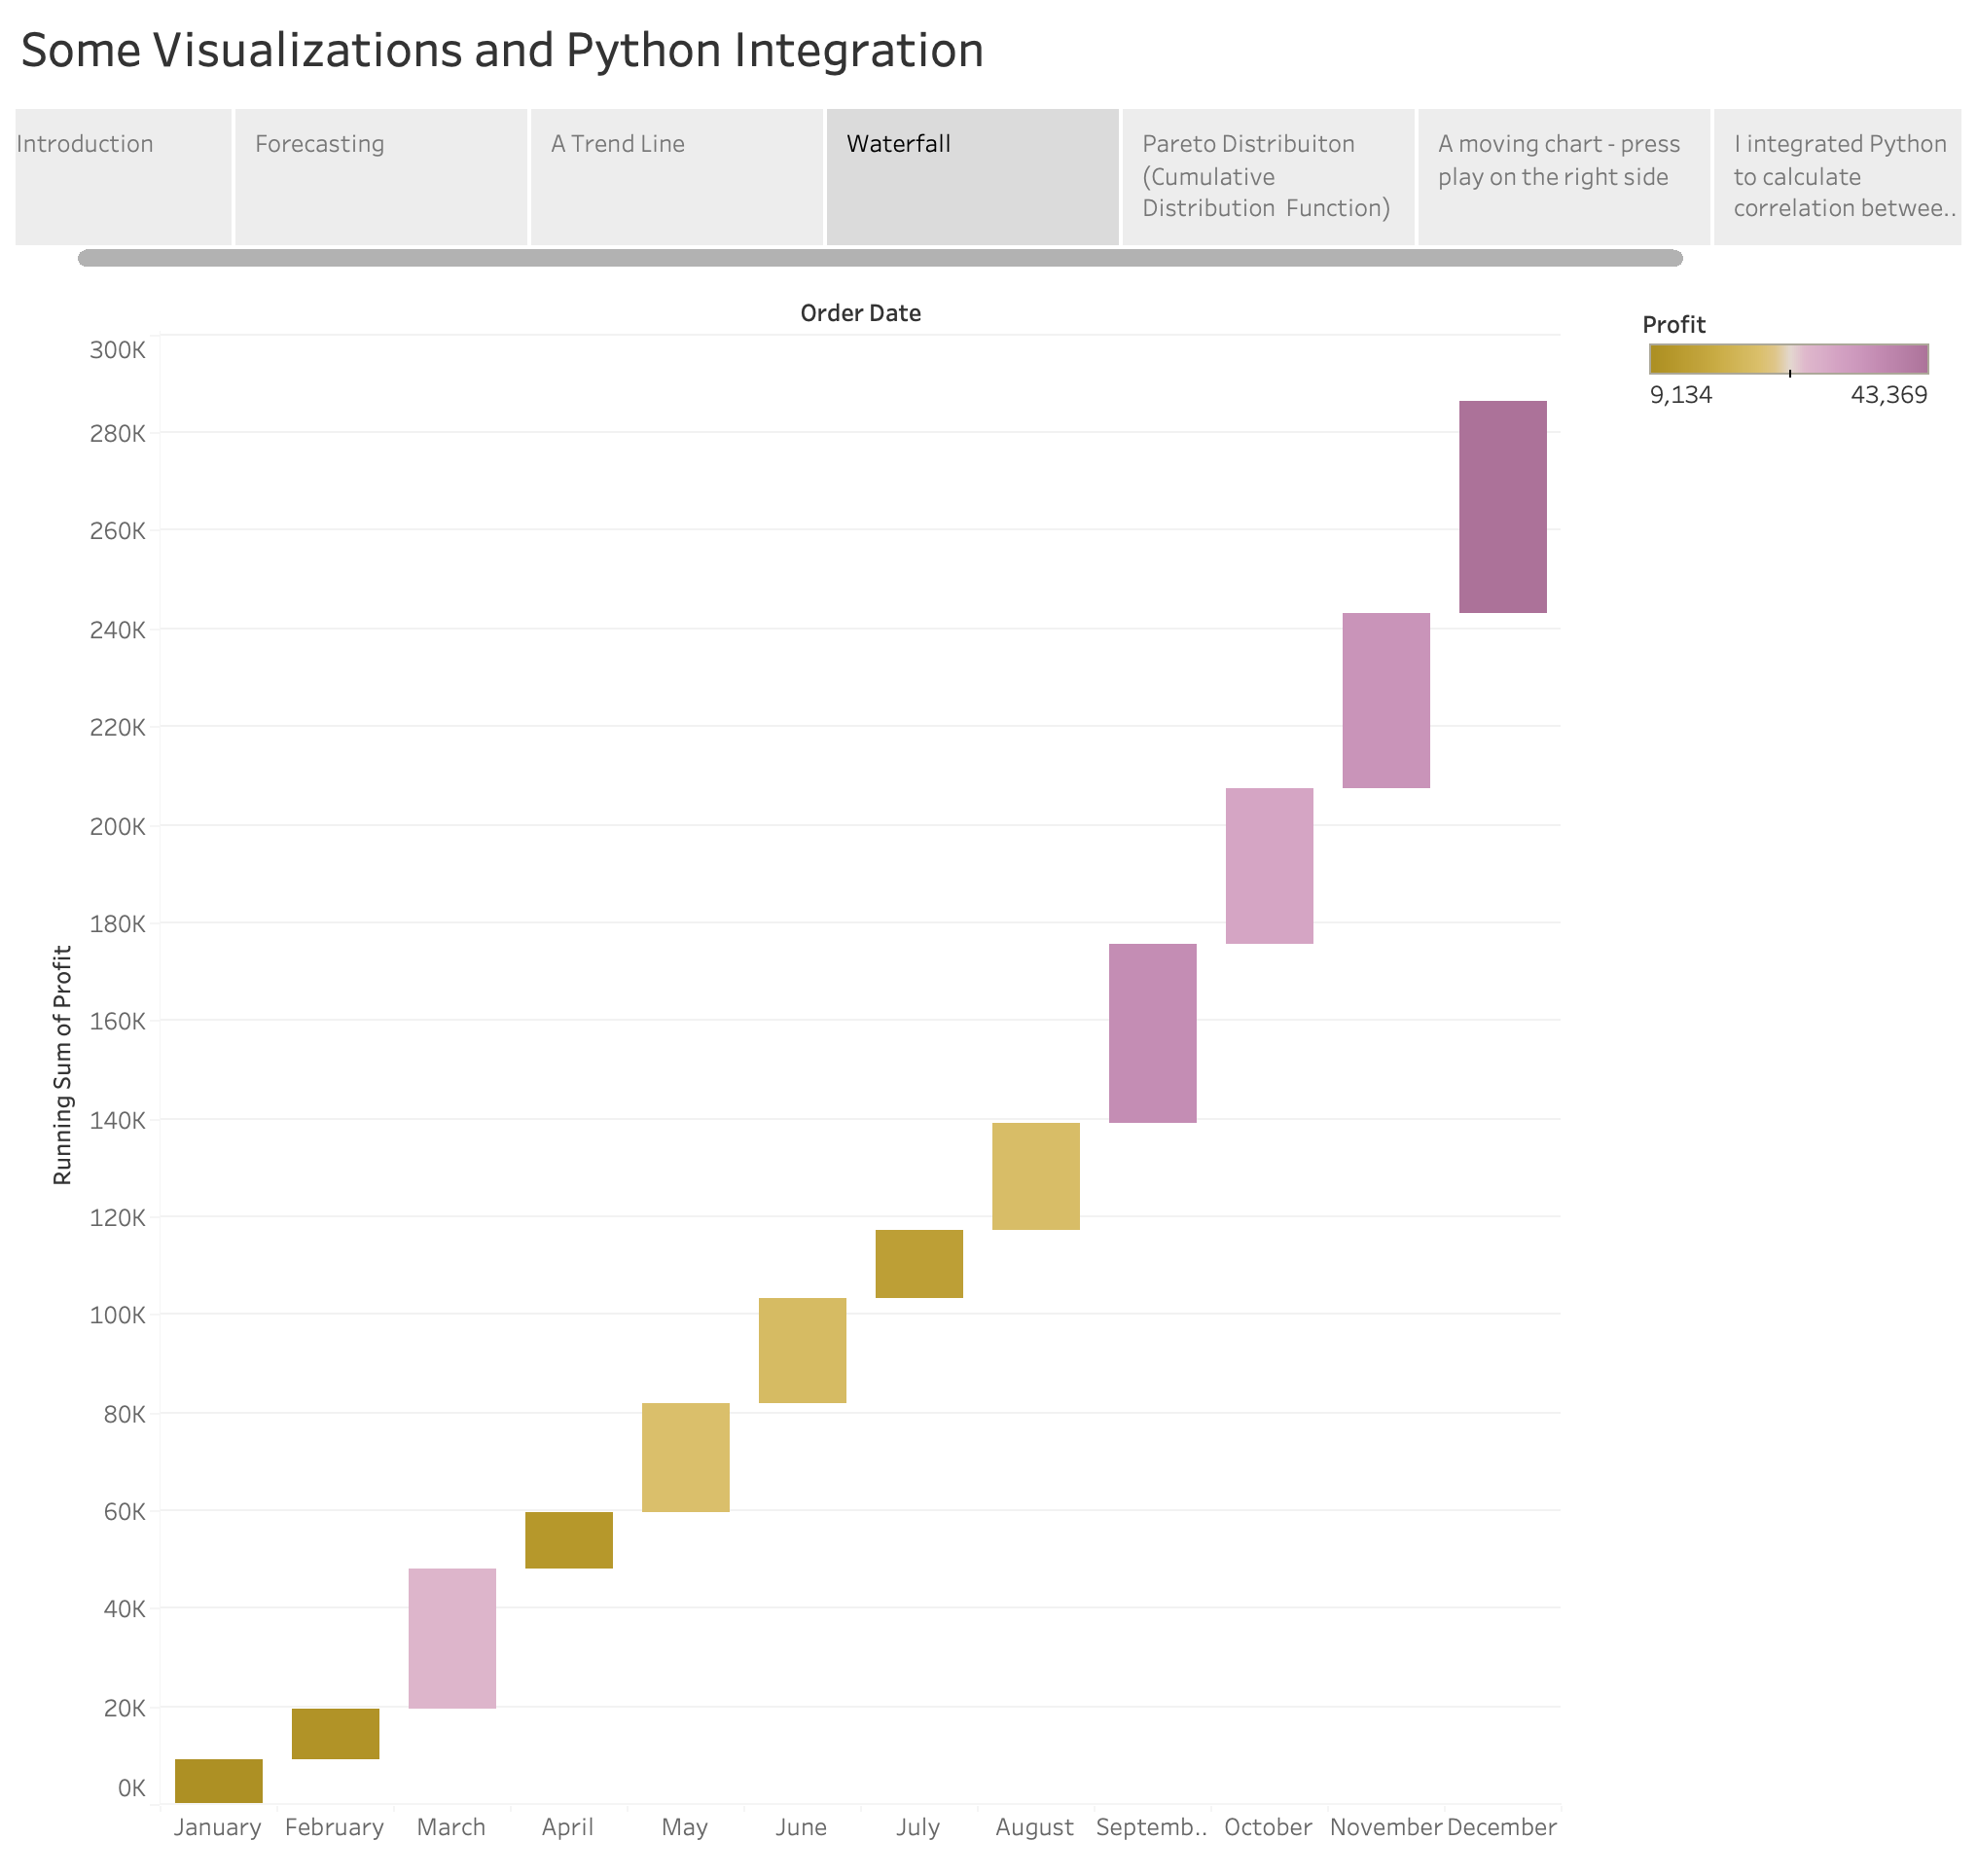 Some Visualizations and Python Integration
Introduction
Forecasting
A Trend Line
Waterfall
Pareto Distribuiton
(Cumulative
Distribution Function)
A moving chart - press
play on the right side
I integrated Python
to calculate
correlation betwee..
Order Date
Profit
9,134
43,369
Running Sum of Profit
300K
280K
260K
240K
220K
200K
180K
160K
140K
120K
100K
80K
60K
40K
20K
0K
January
February
March
April
May
June
July
August
Septemb..
October
November
December